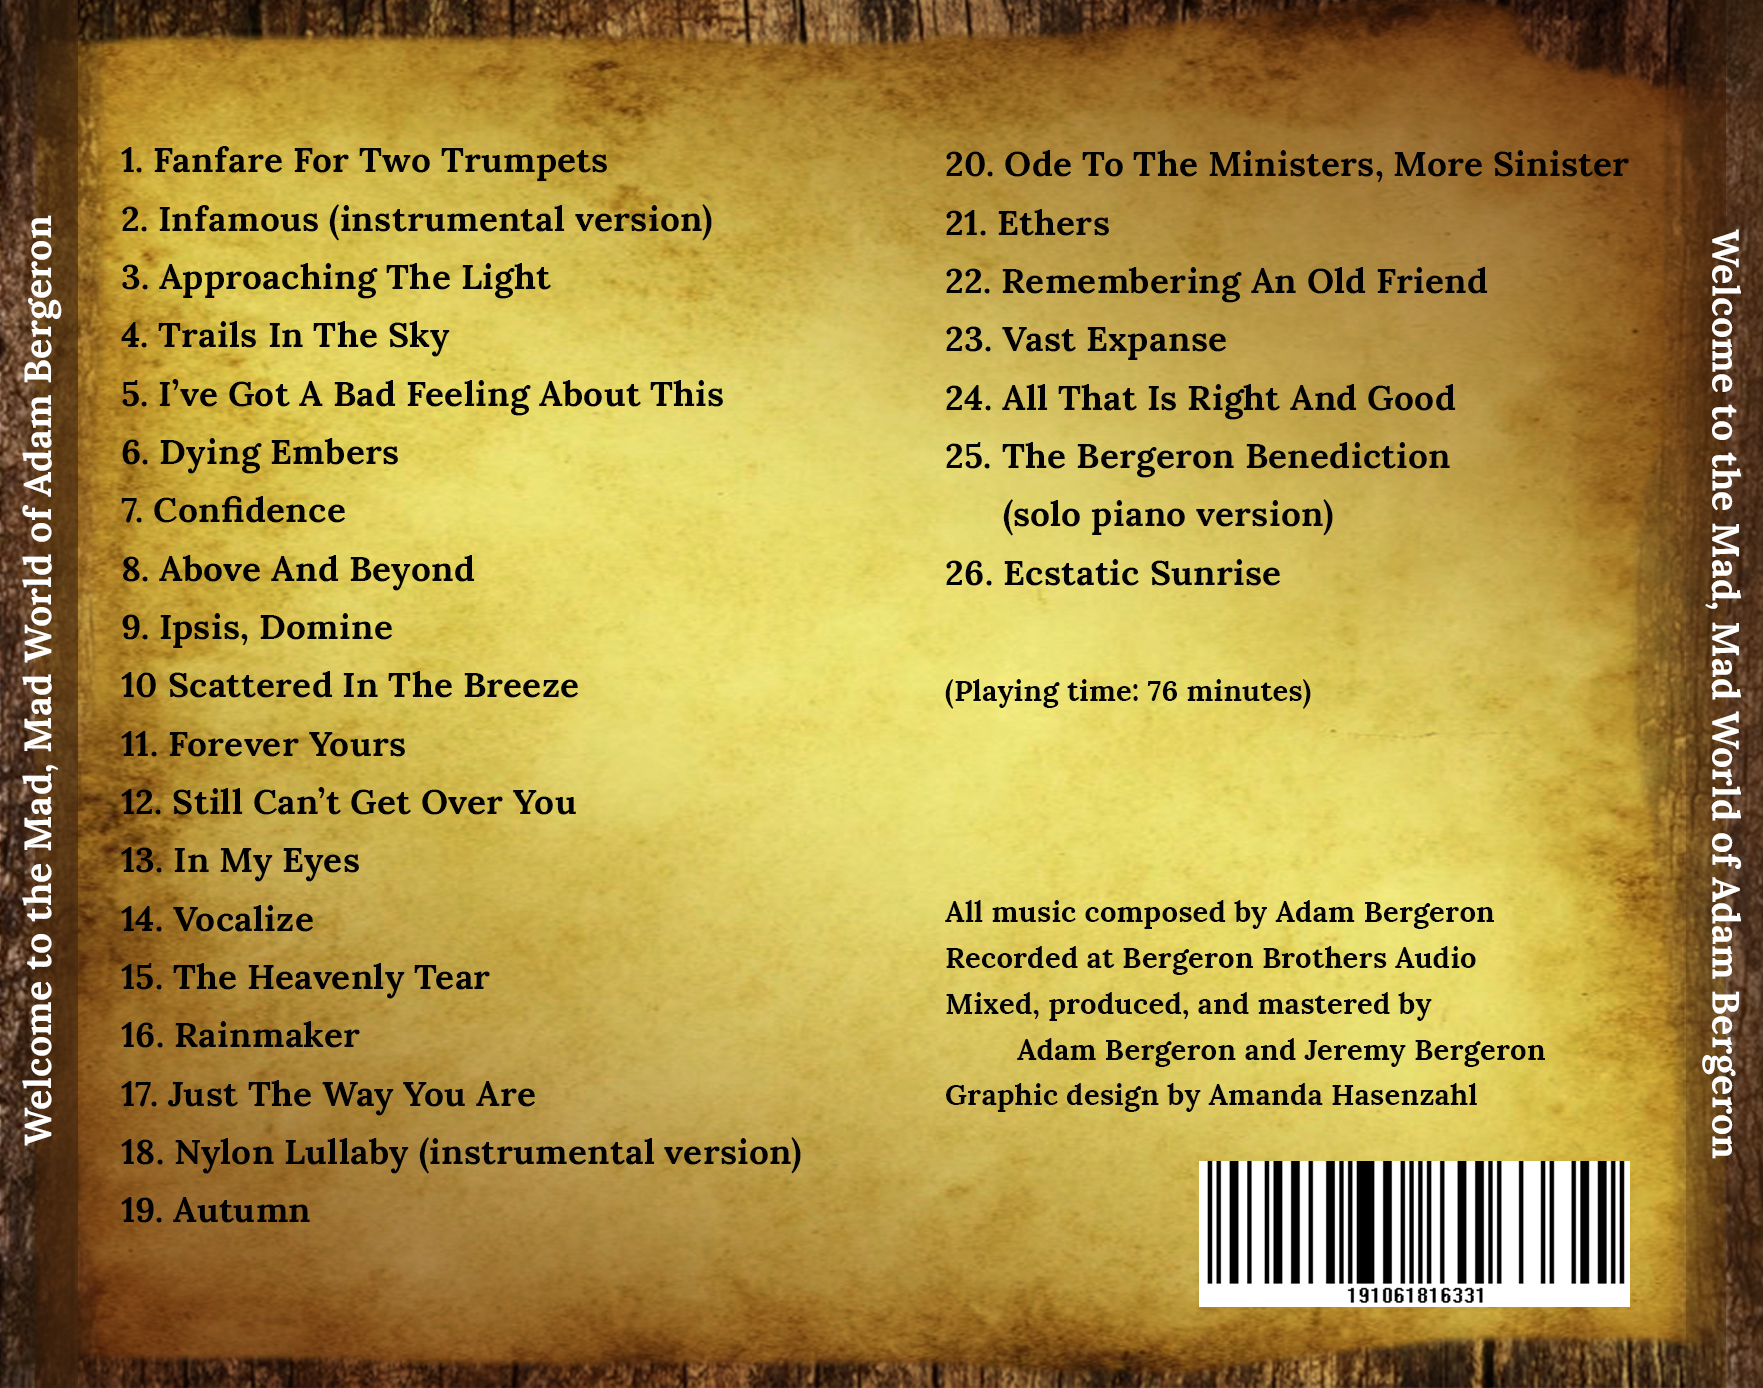 Welcome to the Mad, Mad World of Adam Bergeron
1. Fanfare For Two Trumpets
2. Infamous (instrumental version)
3. Approaching The Light
4. Trails In The Sky
5. I’ve Got A Bad Feeling About This
6. Dying Embers
7. Confidence
8. Above And Beyond
9. Ipsis, Domine
10 Scattered In The Breeze
11. Forever Yours
12. Still Can’t Get Over You
13. In My Eyes
14. Vocalize
15. The Heavenly Tear
16. Rainmaker
17. Just The Way You Are
18. Nylon Lullaby (instrumental version)
19. Autumn
20. Ode To The Ministers, More Sinister
21. Ethers
22. Remembering An Old Friend
23. Vast Expanse
24. All That Is Right And Good
25. The Bergeron Benediction
(solo piano version)
26. Ecstatic Sunrise
(Playing time: 76 minutes)
All music composed by Adam Bergeron
Recorded at Bergeron Brothers Audio
Mixed, produced, and mastered by
Adam Bergeron and Jeremy Bergeron
Graphic design by Amanda Hasenzahl
191061816331
Welcome to the Mad, Mad World of Adam Bergeron